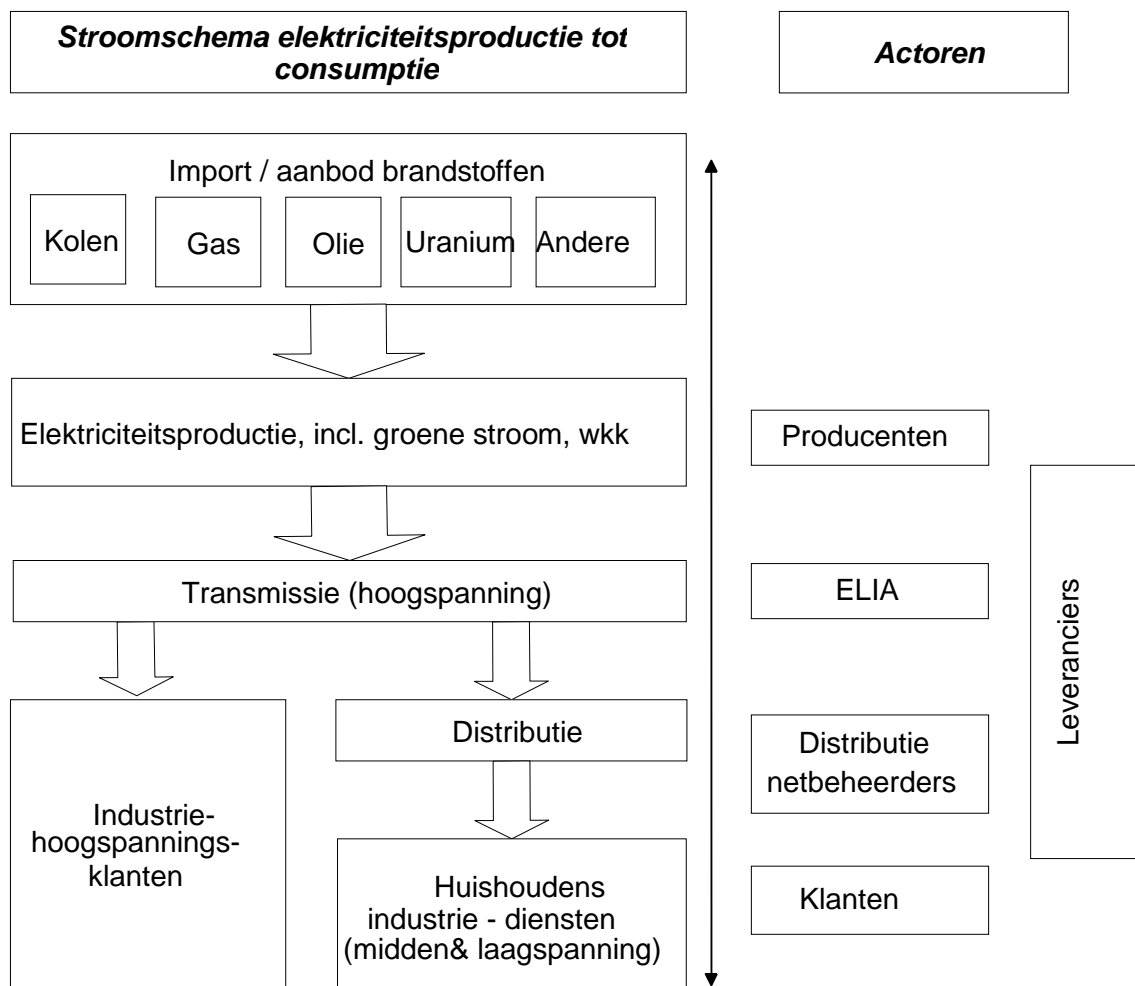 Stroomschema elektriciteitsproductie tot
consumptie
Actoren
Import / aanbod brandstoffen
Kolen
Gas
Olie
Uranium
Andere
Elektriciteitsproductie, incl. groene stroom, wkk
Producenten
Transmissie (hoogspanning)
ELIA
Leveranciers
Distributie
Distributie
netbeheerders
Industrie-
hoogspannings-
klanten
Huishoudens
industrie - diensten
(midden& laagspanning)
Klanten